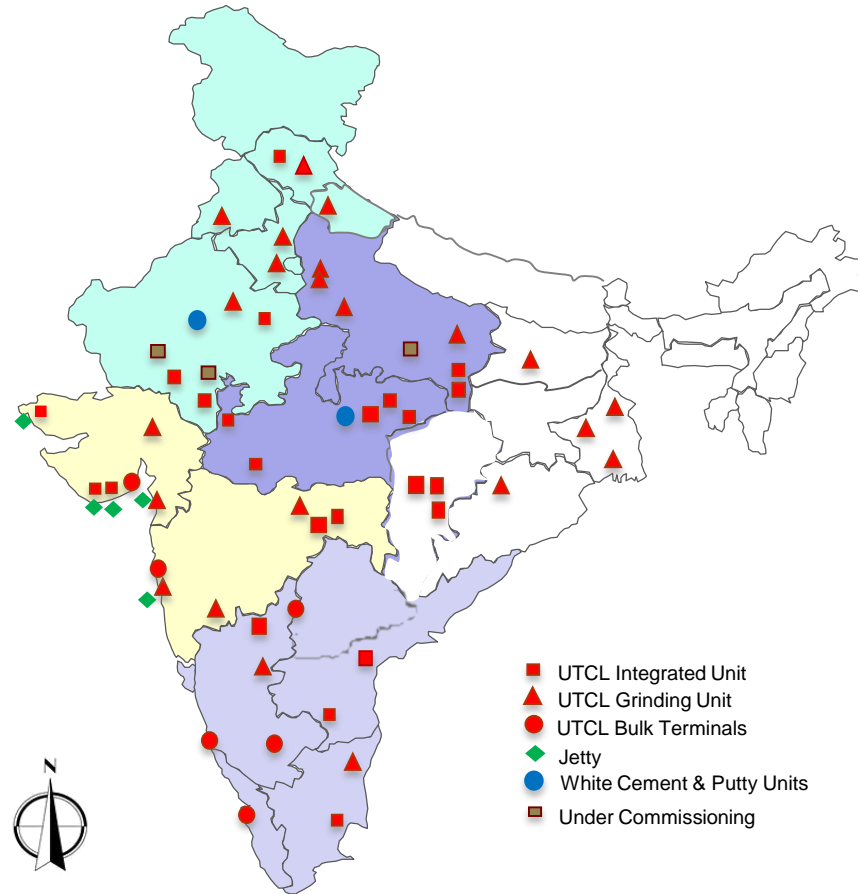 UTCL Integrated Unit
UTCL Grinding Unit
UTCL Bulk Terminals
Jetty
White Cement & Putty Units
Under Commissioning
N